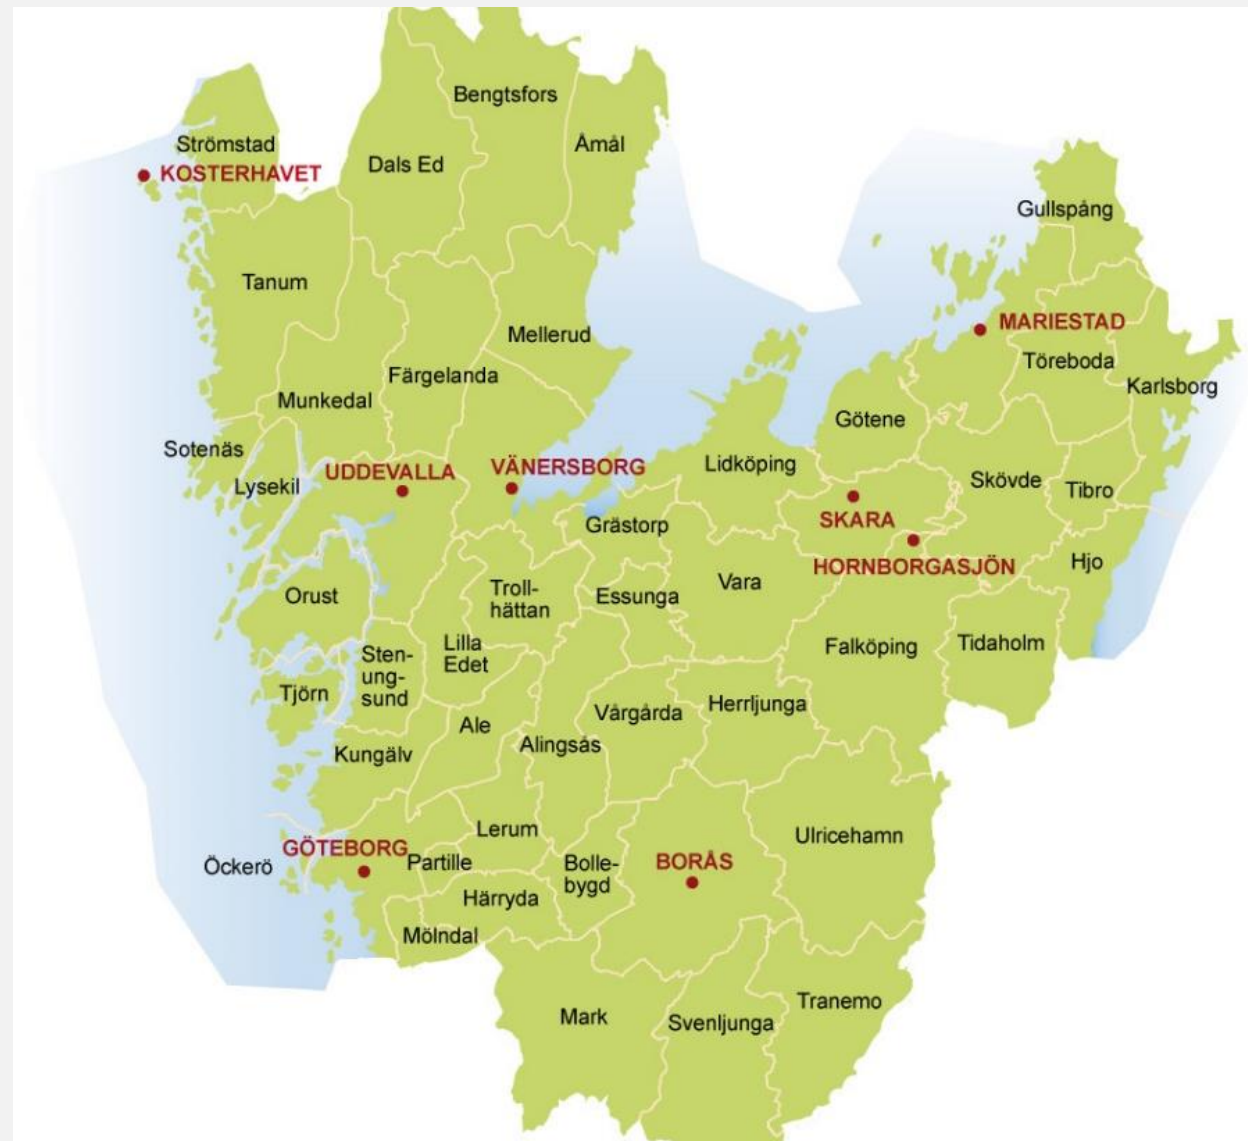 Bengtsfors
Strömstad
Åmål
Dals Ed
KOSTERHAVET
Gullspång
Tanum
MARIESTAD
Mellerud
Töreboda
Färgelanda
Karlsborg
Munkedal
Götene
Sotenäs
Lidköping
VÄNERSBORG
UDDEVALLA
Lysekil
Skövde
Tibro
SKARA
Grästorp
HORNBORGASJÖN
Hjo
Vara
Troll-
hättan
Essunga
Orust
Lilla
Edet
Falköping
Tidaholm
Sten-
ung-
sund
Tjörn
Herrljunga
Vårgårda
Ale
Alingsås
Kungälv
Lerum
Ulricehamn
GÖTEBORG
Öckerö
Partille
Bolle-
bygd
BORÅS
Härryda
Mölndal
Tranemo
Mark
Svenljunga